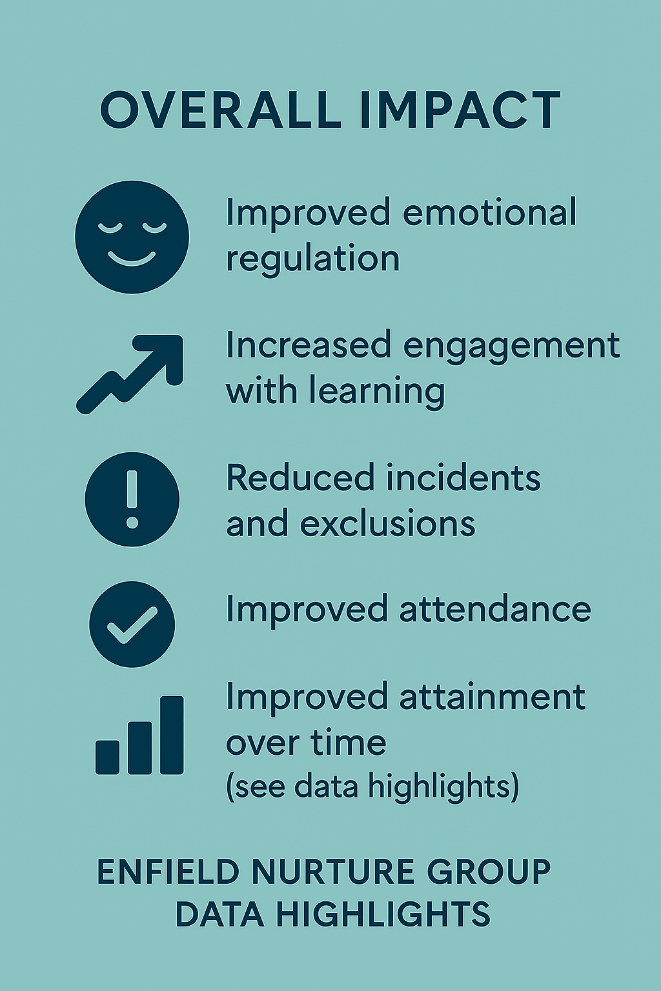 OVERALL IMPACT
Improved emotional
regulation
Increased engagement
with learning
Reduced incidents
and exclusions
Improved attendance
Improved attainment
over time
(see data highlights)
ENFIELD NURTURE GROUP
DATA HIGHLIGHTS